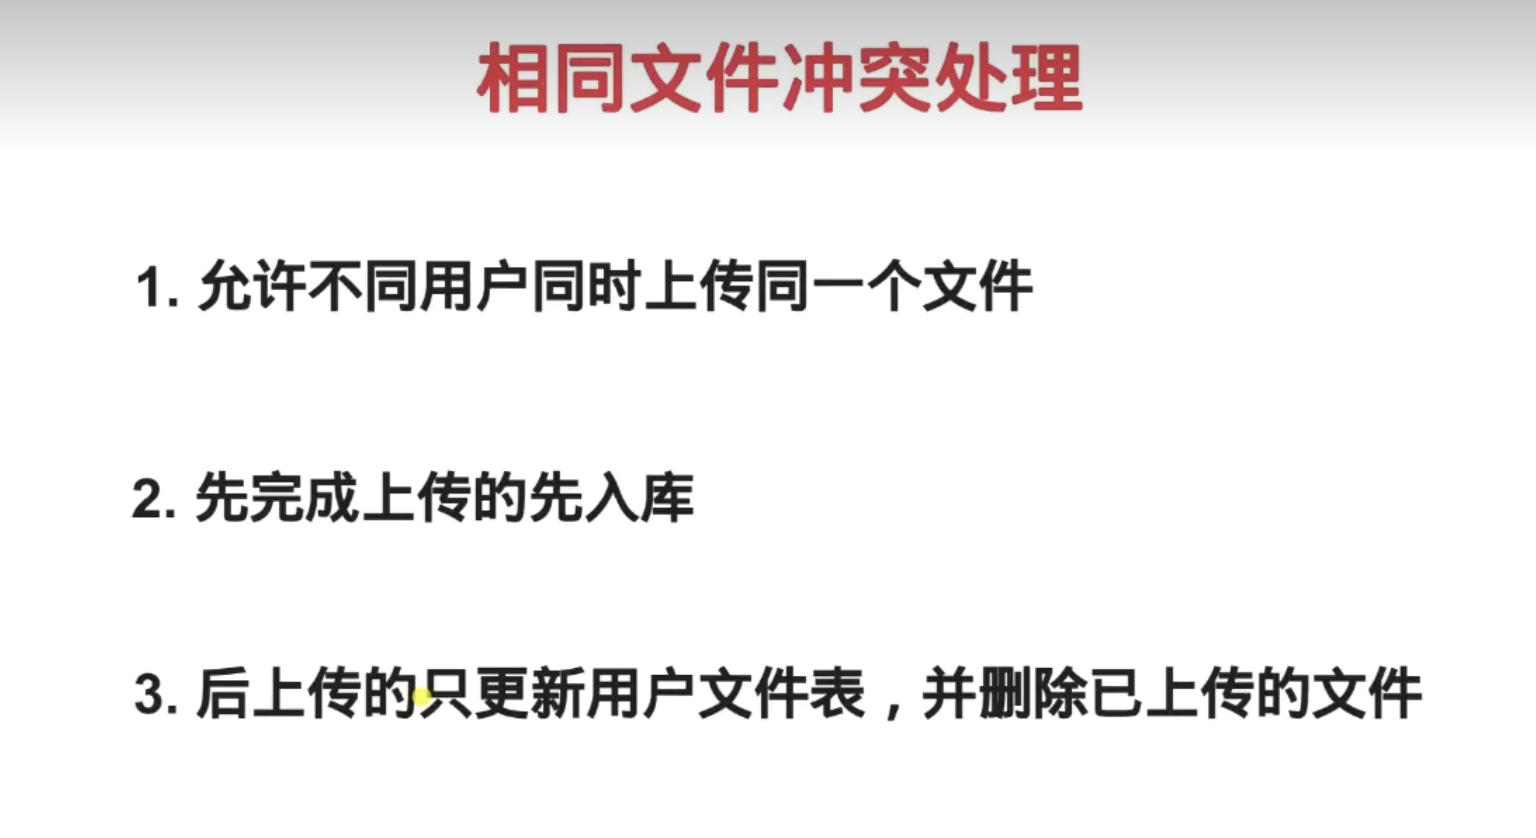 相同文件冲突处理
1. 允许不同用户同时上传同一个文件
2. 先完成上传的先入库
3. 后上传的只更新用户文件表，并删除已上传的文件